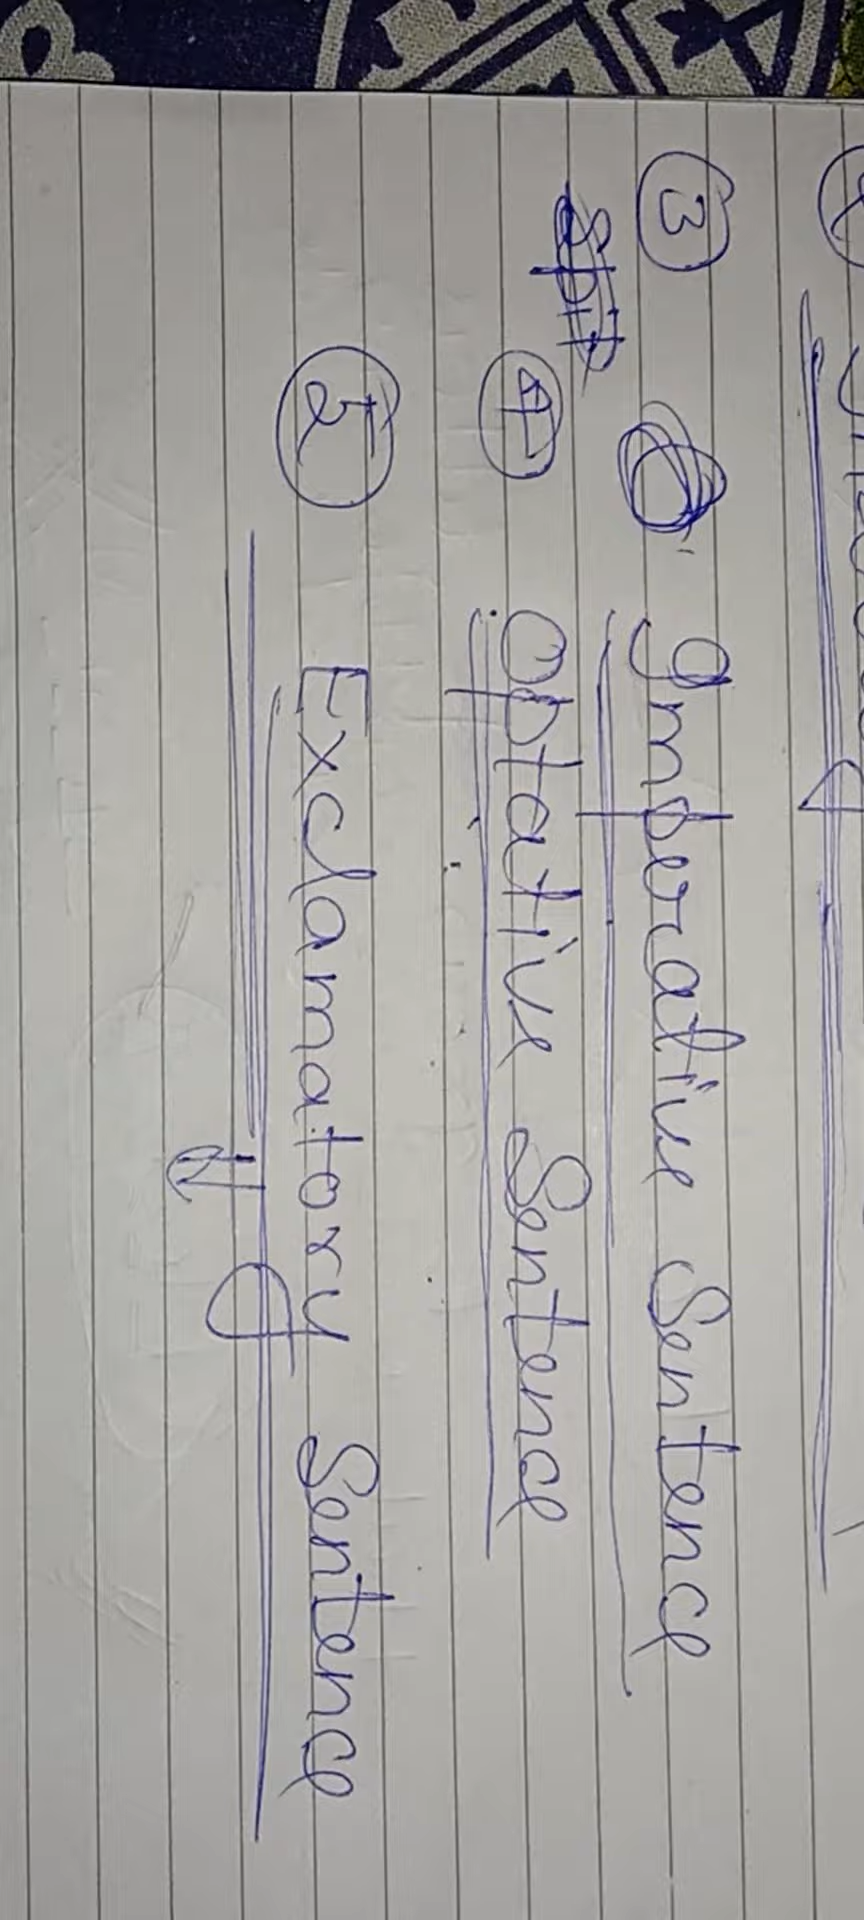 ③ Imperative Sentence
④ Optative Sentence
⑤ Exclamatory Sentence